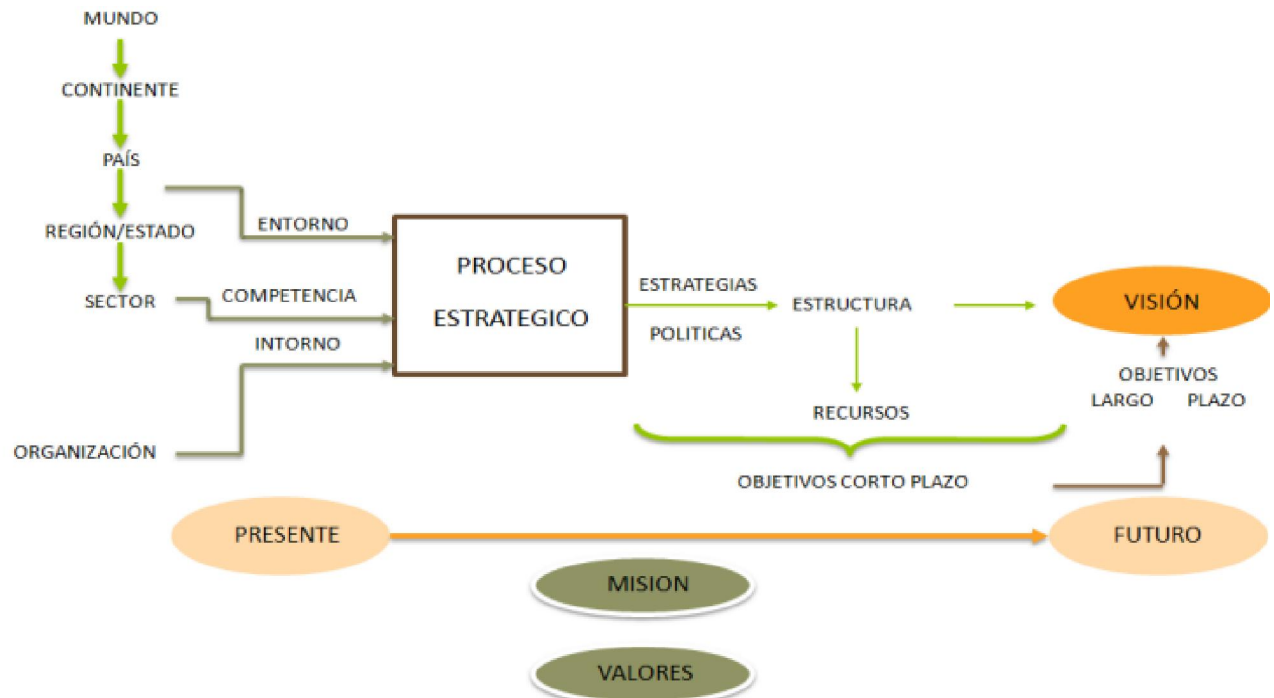 MUNDO
CONTINENTE
PAÍS
REGIÓN/ESTADO
SECTOR
ORGANIZACIÓN
ENTORNO
COMPETENCIA
INTORNO
PROCESO
ESTRATEGICO
ESTRATEGIAS
POLITICAS
ESTRUCTURA
RECURSOS
OBJETIVOS CORTO PLAZO
VISIÓN
OBJETIVOS
LARGO PLAZO
PRESENTE
FUTURO
MISION
VALORES